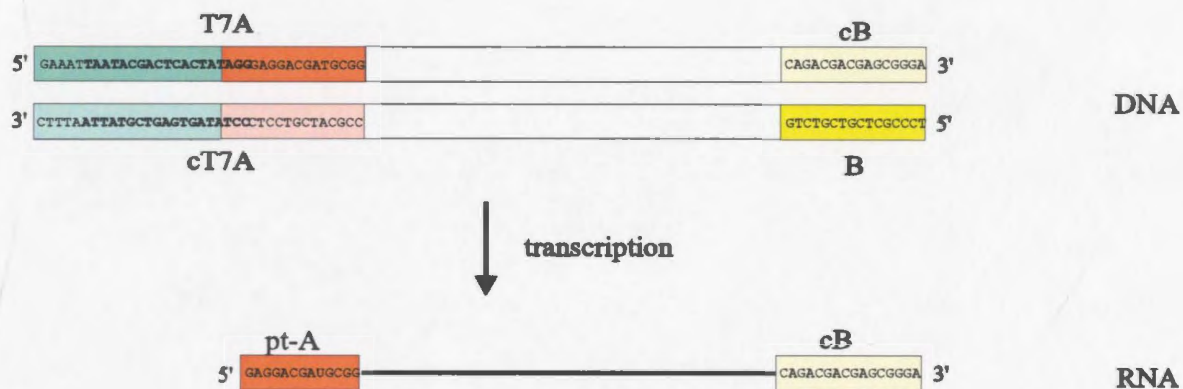 T7A cB
5' GAAATTAATACGACTCACTATAGGGAGGACGATGCGG CAGACGACGAGCGGGA 3'
DNA
3' CTTTAATTATGCTGAGTGATATCCCTCCTGCTACGCC GTCTGCTGCTCGCCCT 5'
cT7A B
transcription
pt-A cB
5' GAGGACGAUGCGG CAGACGACGAGCGGGA 3' RNA